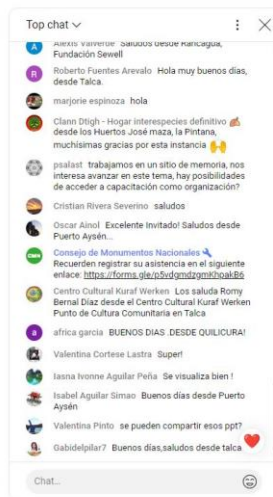 Top chat
Alexis Valverde Saludos desde Rancagua,
Fundación Sewell
R Roberto Fuentes Arevalo Hola muy buenos días,
desde Talca.
marjorie espinoza hola
Clann Dtigh - Hogar interespecies definitivo
desde los Huertos José maza, la Pintana,
muchísimas gracias por esta instancia
psalast trabajamos en un sitio de memoria, nos
interesa avanzar en este tema, hay posibilidades
de acceder a capacitación como organización?
Cristian Rivera Severino saludos
Oscar Ainol Excelente Invitado! Saludos desde
Puerto Aysén...
CMN Consejo de Monumentos Nacionales
Recuerden registrar su asistencia en el siguiente
enlace: https://forms.gle/p5vdgmdzgmKhpakB6
Centro Cultural Kuraf Werken Los saluda Romy
Bernal Díaz desde el Centro Cultural Kuraf Werken
Punto de Cultura Comunitaria en Talca
a africa garcia BUENOS DIAS .DESDE QUILICURA!
Valentina Cortese Lastra Super!
Iasna Ivonne Aguilar Peña Se visualiza bien !
Isabel Aguilar Simao Buenos días desde Puerto
Aysén
Valentina Pinto se pueden compartir esos ppt?
Gabidelpilar7 Buenos días,saludos desde talca
Chat...